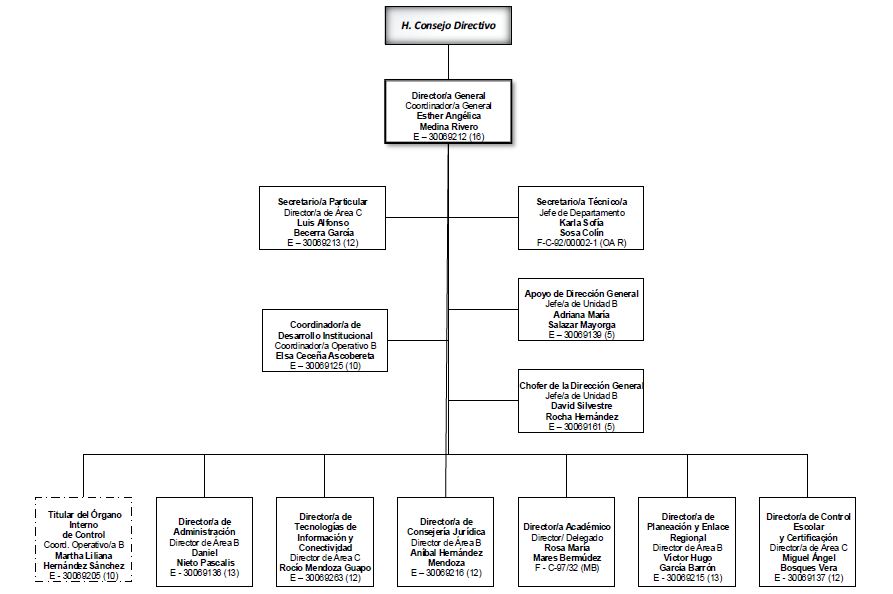 H. Consejo Directivo
Director/a General
Coordinador/a General
Esther Angélica
Medina Rivero
E – 30069212 (16)
Secretario/a Particular
Director/a de Área C
Luis Alfonso
Becerra García
E – 30069213 (12)
Secretario/a Técnico/a
Jefe de Departamento
Karla Sofía
Sosa Colín
F-C-92/00002-1 (OA R)
Apoyo de Dirección General
Jefe/a de Unidad B
Adriana María
Salazar Mayorga
E – 30069139 (5)
Coordinador/a de
Desarrollo Institucional
Coordinador/a Operativo B
Elsa Ceceña Ascobereta
E – 30069125 (10)
Chofer de la Dirección General
Jefe/a de Unidad B
David Silvestre
Rocha Hernández
E – 30069161 (5)
Titular del Órgano
Interno
de Control
Coord. Operativo/a B
Martha Liliana
Hernández Sánchez
E - 30069205 (10)
Director/a de
Administración
Director de Área B
Daniel
Nieto Pascalis
E - 30069136 (13)
Director/a de
Tecnologías de
Información y
Conectividad
Director de Área C
Rocío Mendoza Guapo
E – 30069263 (12)
Director/a de
Consejería Jurídica
Director de Área B
Aníbal Hernández
Mendoza
E – 30069216 (12)
Director/a Académico
Director/ Delegado
Rosa María
Mares Bermúdez
F - C-97/32 (MB)
Director/a de
Planeación y Enlace
Regional
Director de Área B
Víctor Hugo
García Barrón
E - 30069215 (13)
Director/a de Control
Escolar
y Certificación
Director/a de Área C
Miguel Ángel
Bosques Vera
E - 30069137 (12)